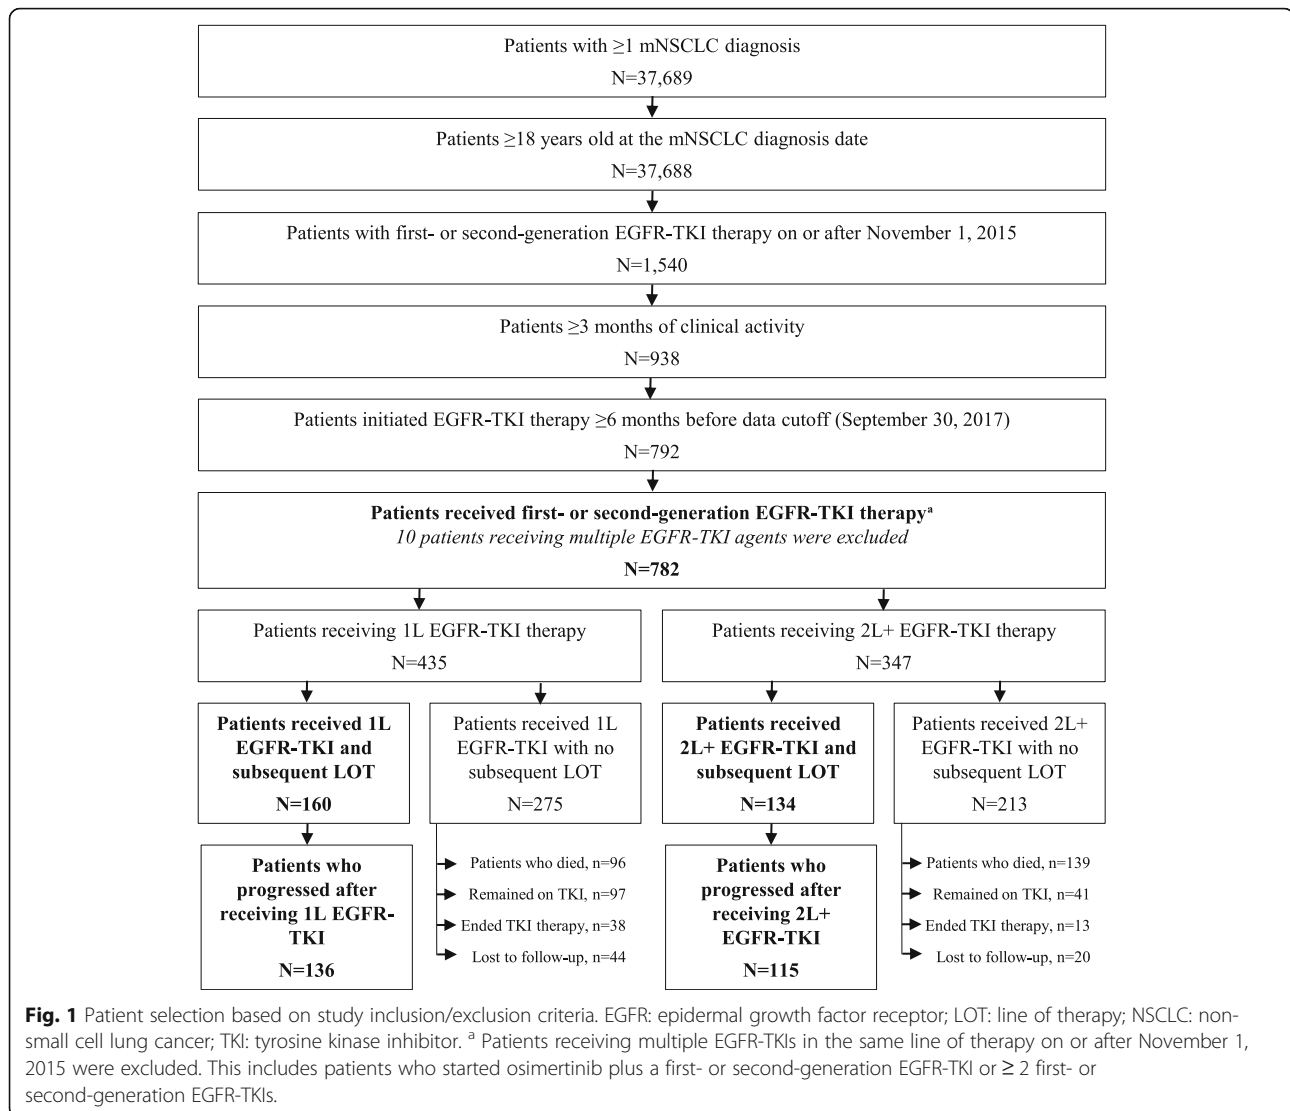 Patients with ≥1 mNSCLC diagnosis
N=37,689
Patients ≥18 years old at the mNSCLC diagnosis date
N=37,688
Patients with first- or second-generation EGFR-TKI therapy on or after November 1, 2015
N=1,540
Patients ≥3 months of clinical activity
N=938
Patients initiated EGFR-TKI therapy ≥6 months before data cutoff (September 30, 2017)
N=792
Patients received first- or second-generation EGFR-TKI therapyᵃ
10 patients receiving multiple EGFR-TKI agents were excluded
N=782
Patients receiving 1L EGFR-TKI therapy
N=435
Patients receiving 2L+ EGFR-TKI therapy
N=347
Patients received 1L
EGFR-TKI and
subsequent LOT
N=160
Patients received 1L
EGFR-TKI with no
subsequent LOT
N=275
Patients received
2L+ EGFR-TKI and
subsequent LOT
N=134
Patients received 2L+
EGFR-TKI with no
subsequent LOT
N=213
Patients who
progressed after
receiving 1L EGFR-
TKI
N=136
Patients who died, n=96
Remained on TKI, n=97
Ended TKI therapy, n=38
Lost to follow-up, n=44
Patients who
progressed after
receiving 2L+
EGFR-TKI
N=115
Patients who died, n=139
Remained on TKI, n=41
Ended TKI therapy, n=13
Lost to follow-up, n=20
Fig. 1 Patient selection based on study inclusion/exclusion criteria. EGFR: epidermal growth factor receptor; LOT: line of therapy; NSCLC: non-
small cell lung cancer; TKI: tyrosine kinase inhibitor. ᵃ Patients receiving multiple EGFR-TKIs in the same line of therapy on or after November 1,
2015 were excluded. This includes patients who started osimertinib plus a first- or second-generation EGFR-TKI or ≥ 2 first- or
second-generation EGFR-TKIs.